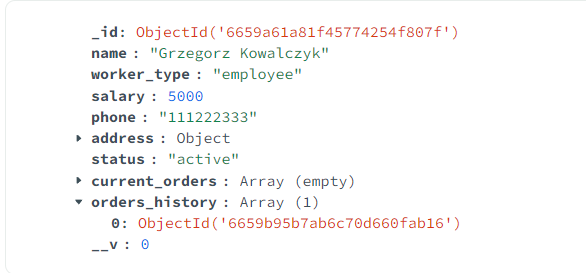 _id: ObjectId('6659a61a81f45774254f807f')
name : "Grzegorz Kowalczyk"
worker_type : "employee"
salary : 5000
phone : "111222333"
address : Object
status : "active"
current_orders : Array (empty)
orders_history : Array (1)
0: ObjectId('6659b95b7ab6c70d660fab16')
__v : 0